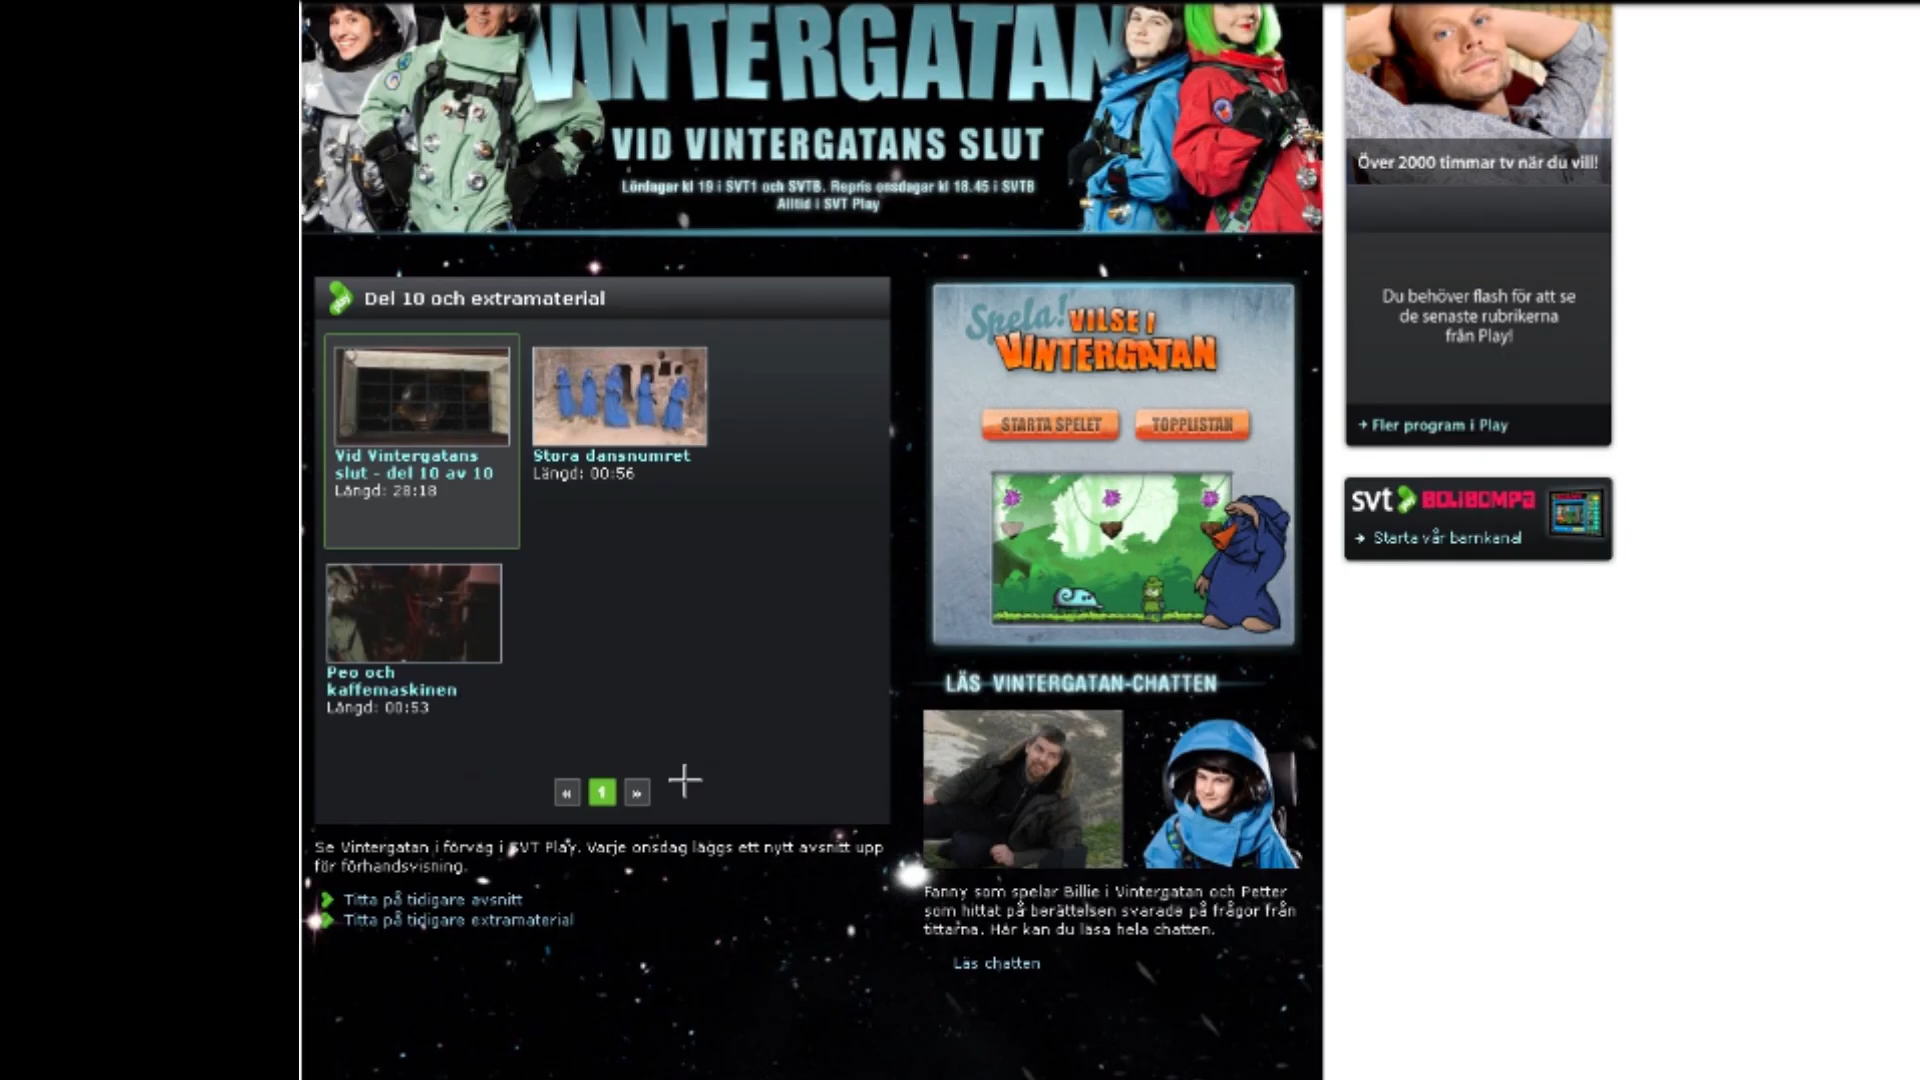 VINTERGATAN
VID VINTERGATANS SLUT
Lördagar kl 19 i SVT1 och SVTB. Repris onsdagar kl 18.45 i SVTB
Alltid i SVT Play
Över 2000 timmar tv när du vill!
Du behöver flash för att se
de senaste rubrikerna
från Play!
Fler program i Play
svt play BOLIBOMPA
Starta vår barnkanal
play Del 10 och extramaterial
Vid Vintergatans
slut - del 10 av 10
Längd: 28:18
Stora dansnumret
Längd: 00:56
Peo och
kaffemaskinen
Längd: 00:53
« 1 »
Se Vintergatan i förväg i SVT Play. Varje onsdag läggs ett nytt avsnitt upp
för förhandsvisning.
Titta på tidigare avsnitt
Titta på tidigare extramaterial
Spela! VILSE I
VINTERGATAN
STARTA SPELET TOPPLISTAN
LÄS VINTERGATAN-CHATTEN
Fanny som spelar Billie i Vintergatan och Petter
som hittat på berättelsen svarade på frågor från
tittarna. Här kan du läsa hela chatten.
Läs chatten